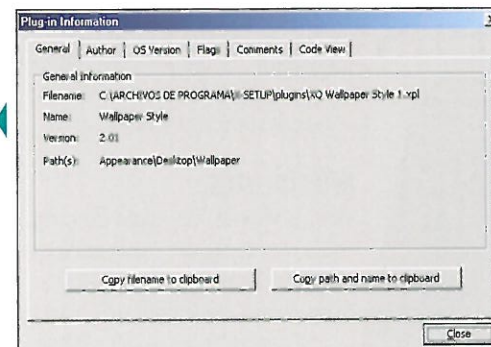 Plug-in Information
General Author OS Version Flags Comments Code View
General information
Filename: C:\ARCHIVOS DE PROGRAMA\X-SETUP\plugins\XQ Wallpaper Style 1.xpl
Name: Wallpaper Style
Version: 2.01
Path(s): Appearance\Desktop\Wallpaper
Copy filename to clipboard Copy path and name to clipboard
Close